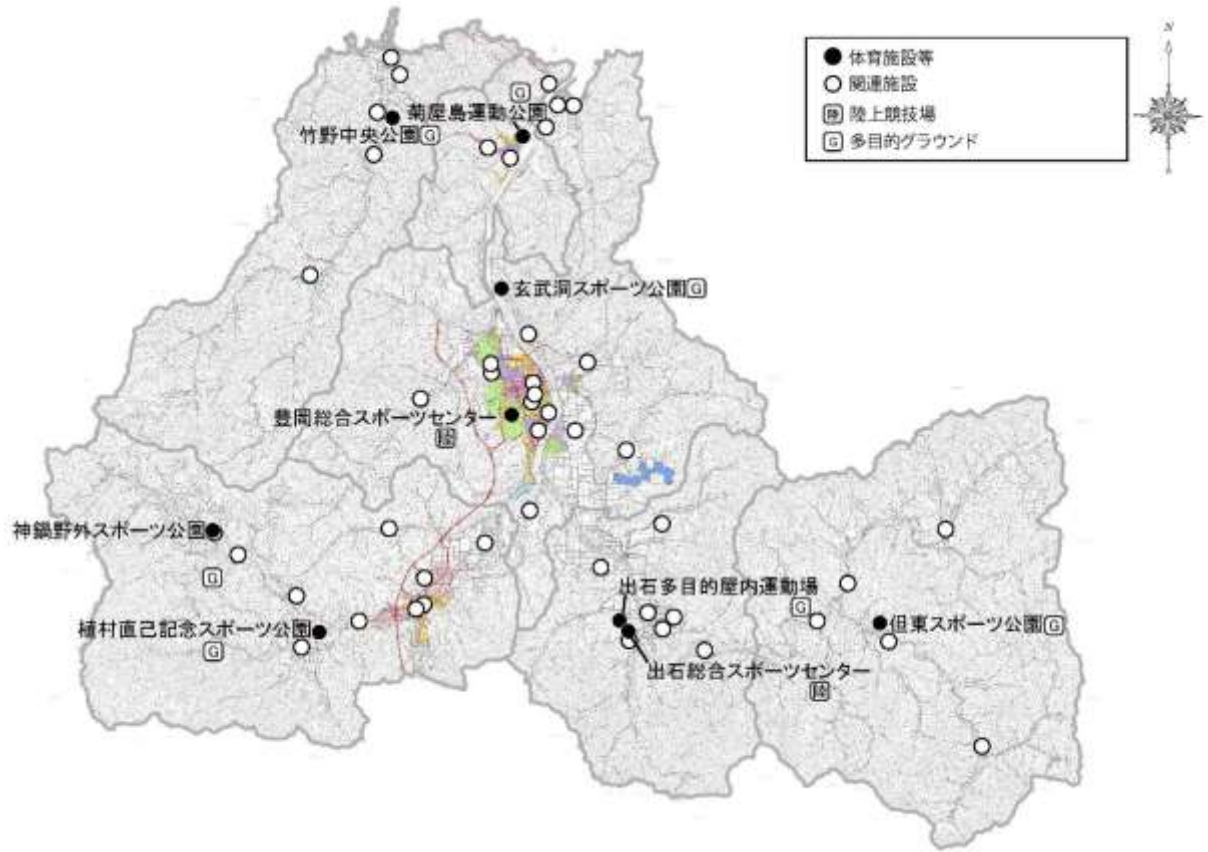 N
● 体育施設等
○ 関連施設
陸 陸上競技場
G 多目的グラウンド
G
菊屋島運動公園
竹野中央公園 G
玄武洞スポーツ公園 G
豊岡総合スポーツセンター
陸
神鍋野外スポーツ公園
G
出石多目的屋内運動場
G
植村直己記念スポーツ公園
G
但東スポーツ公園 G
出石総合スポーツセンター
陸